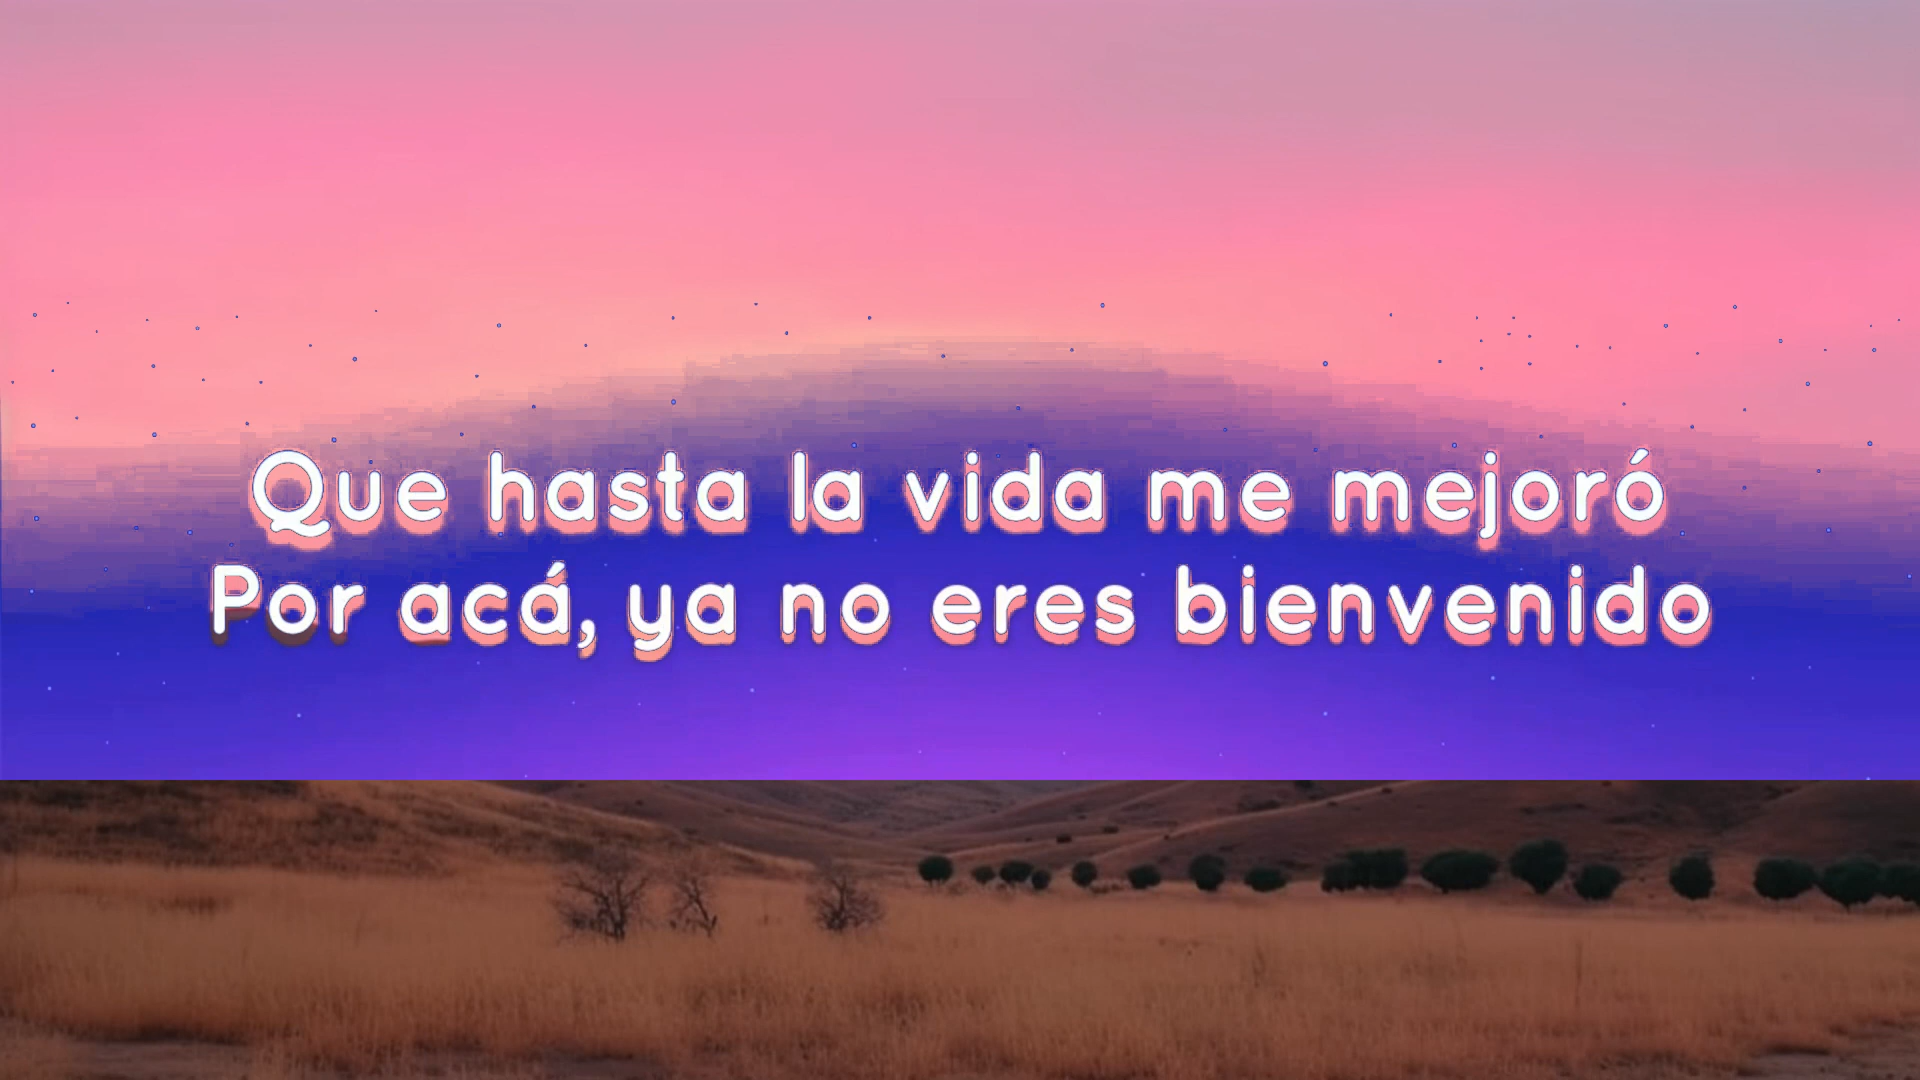 Que hasta la vida me mejoró
Por acá, ya no eres bienvenido